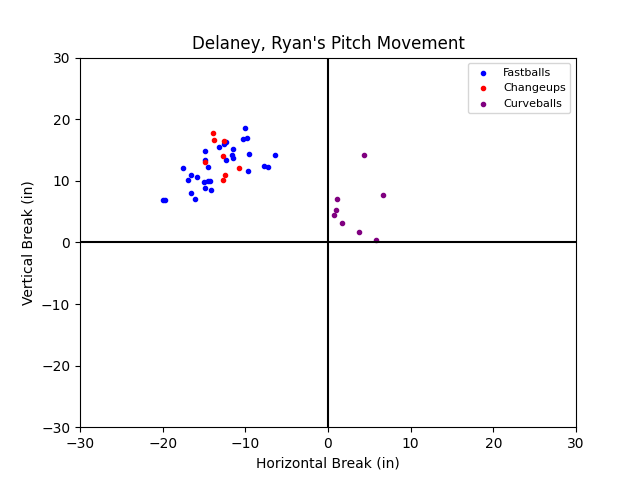 Delaney, Ryan's Pitch Movement
Fastballs
Changeups
Curveballs
30
20
10
0
−10
−20
−30
Vertical Break (in)
−30
−20
−10
0
10
20
30
Horizontal Break (in)